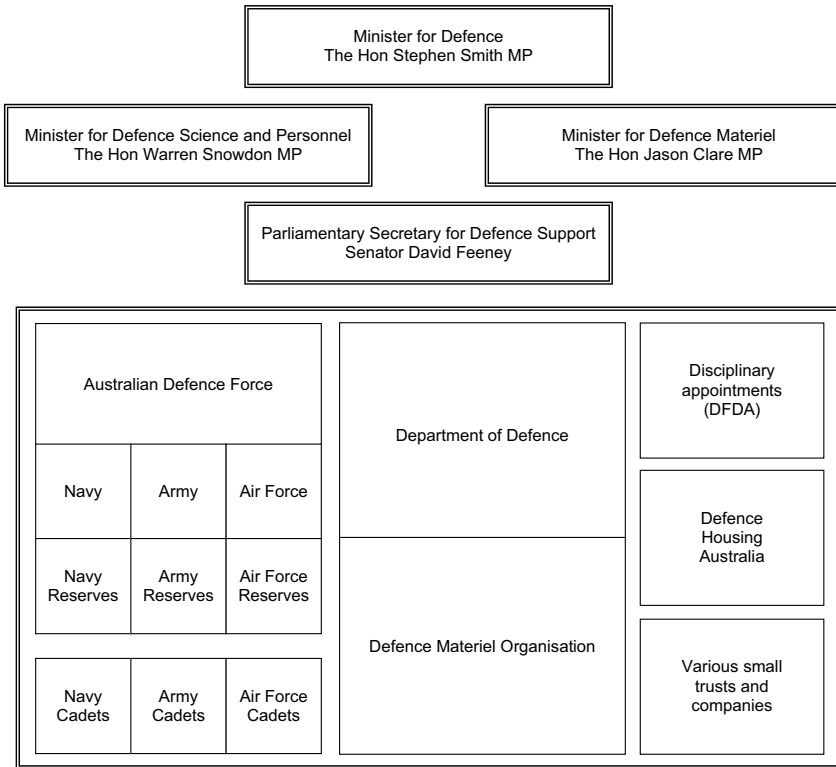 Minister for Defence
The Hon Stephen Smith MP
Minister for Defence Science and Personnel
The Hon Warren Snowdon MP
Minister for Defence Materiel
The Hon Jason Clare MP
Parliamentary Secretary for Defence Support
Senator David Feeney
Australian Defence Force
Navy
Army
Air Force
Navy
Reserves
Army
Reserves
Air Force
Reserves
Navy
Cadets
Army
Cadets
Air Force
Cadets
Department of Defence
Defence Materiel Organisation
Disciplinary
appointments
(DFDA)
Defence
Housing
Australia
Various small
trusts and
companies